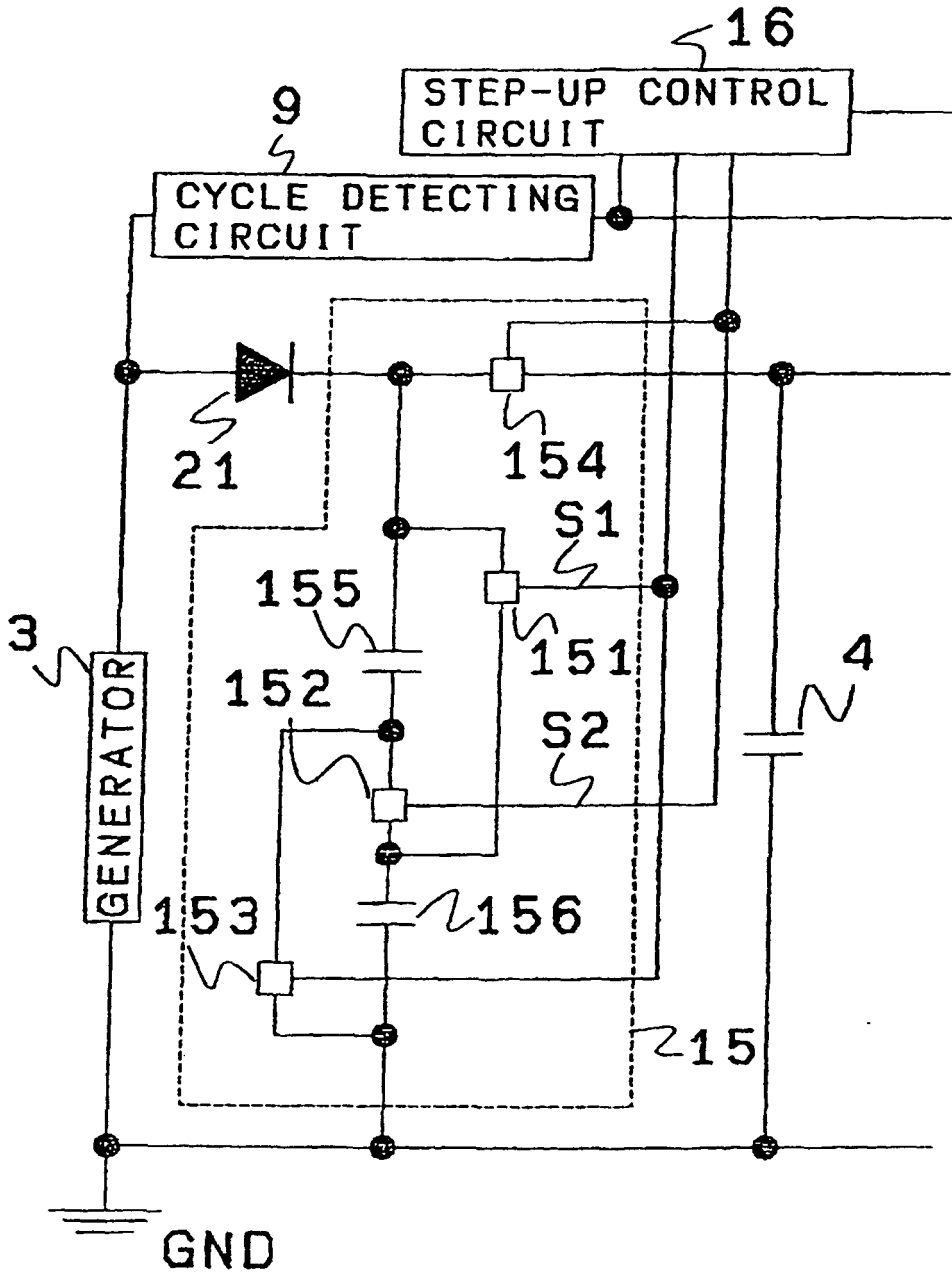 16
STEP-UP CONTROL
CIRCUIT
9
CYCLE DETECTING
CIRCUIT
21
154
S1
155
151
3
152
4
S2
GENERATOR
153
156
15
GND